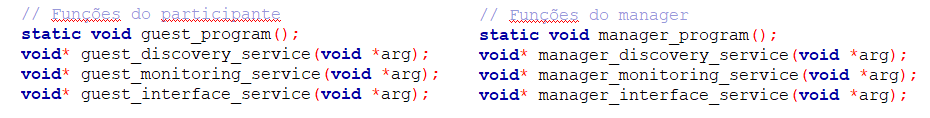 // Funções do participante
static void guest_program();
void* guest_discovery_service(void *arg);
void* guest_monitoring_service(void *arg);
void* guest_interface_service(void *arg);
// Funções do manager
static void manager_program();
void* manager_discovery_service(void *arg);
void* manager_monitoring_service(void *arg);
void* manager_interface_service(void *arg);